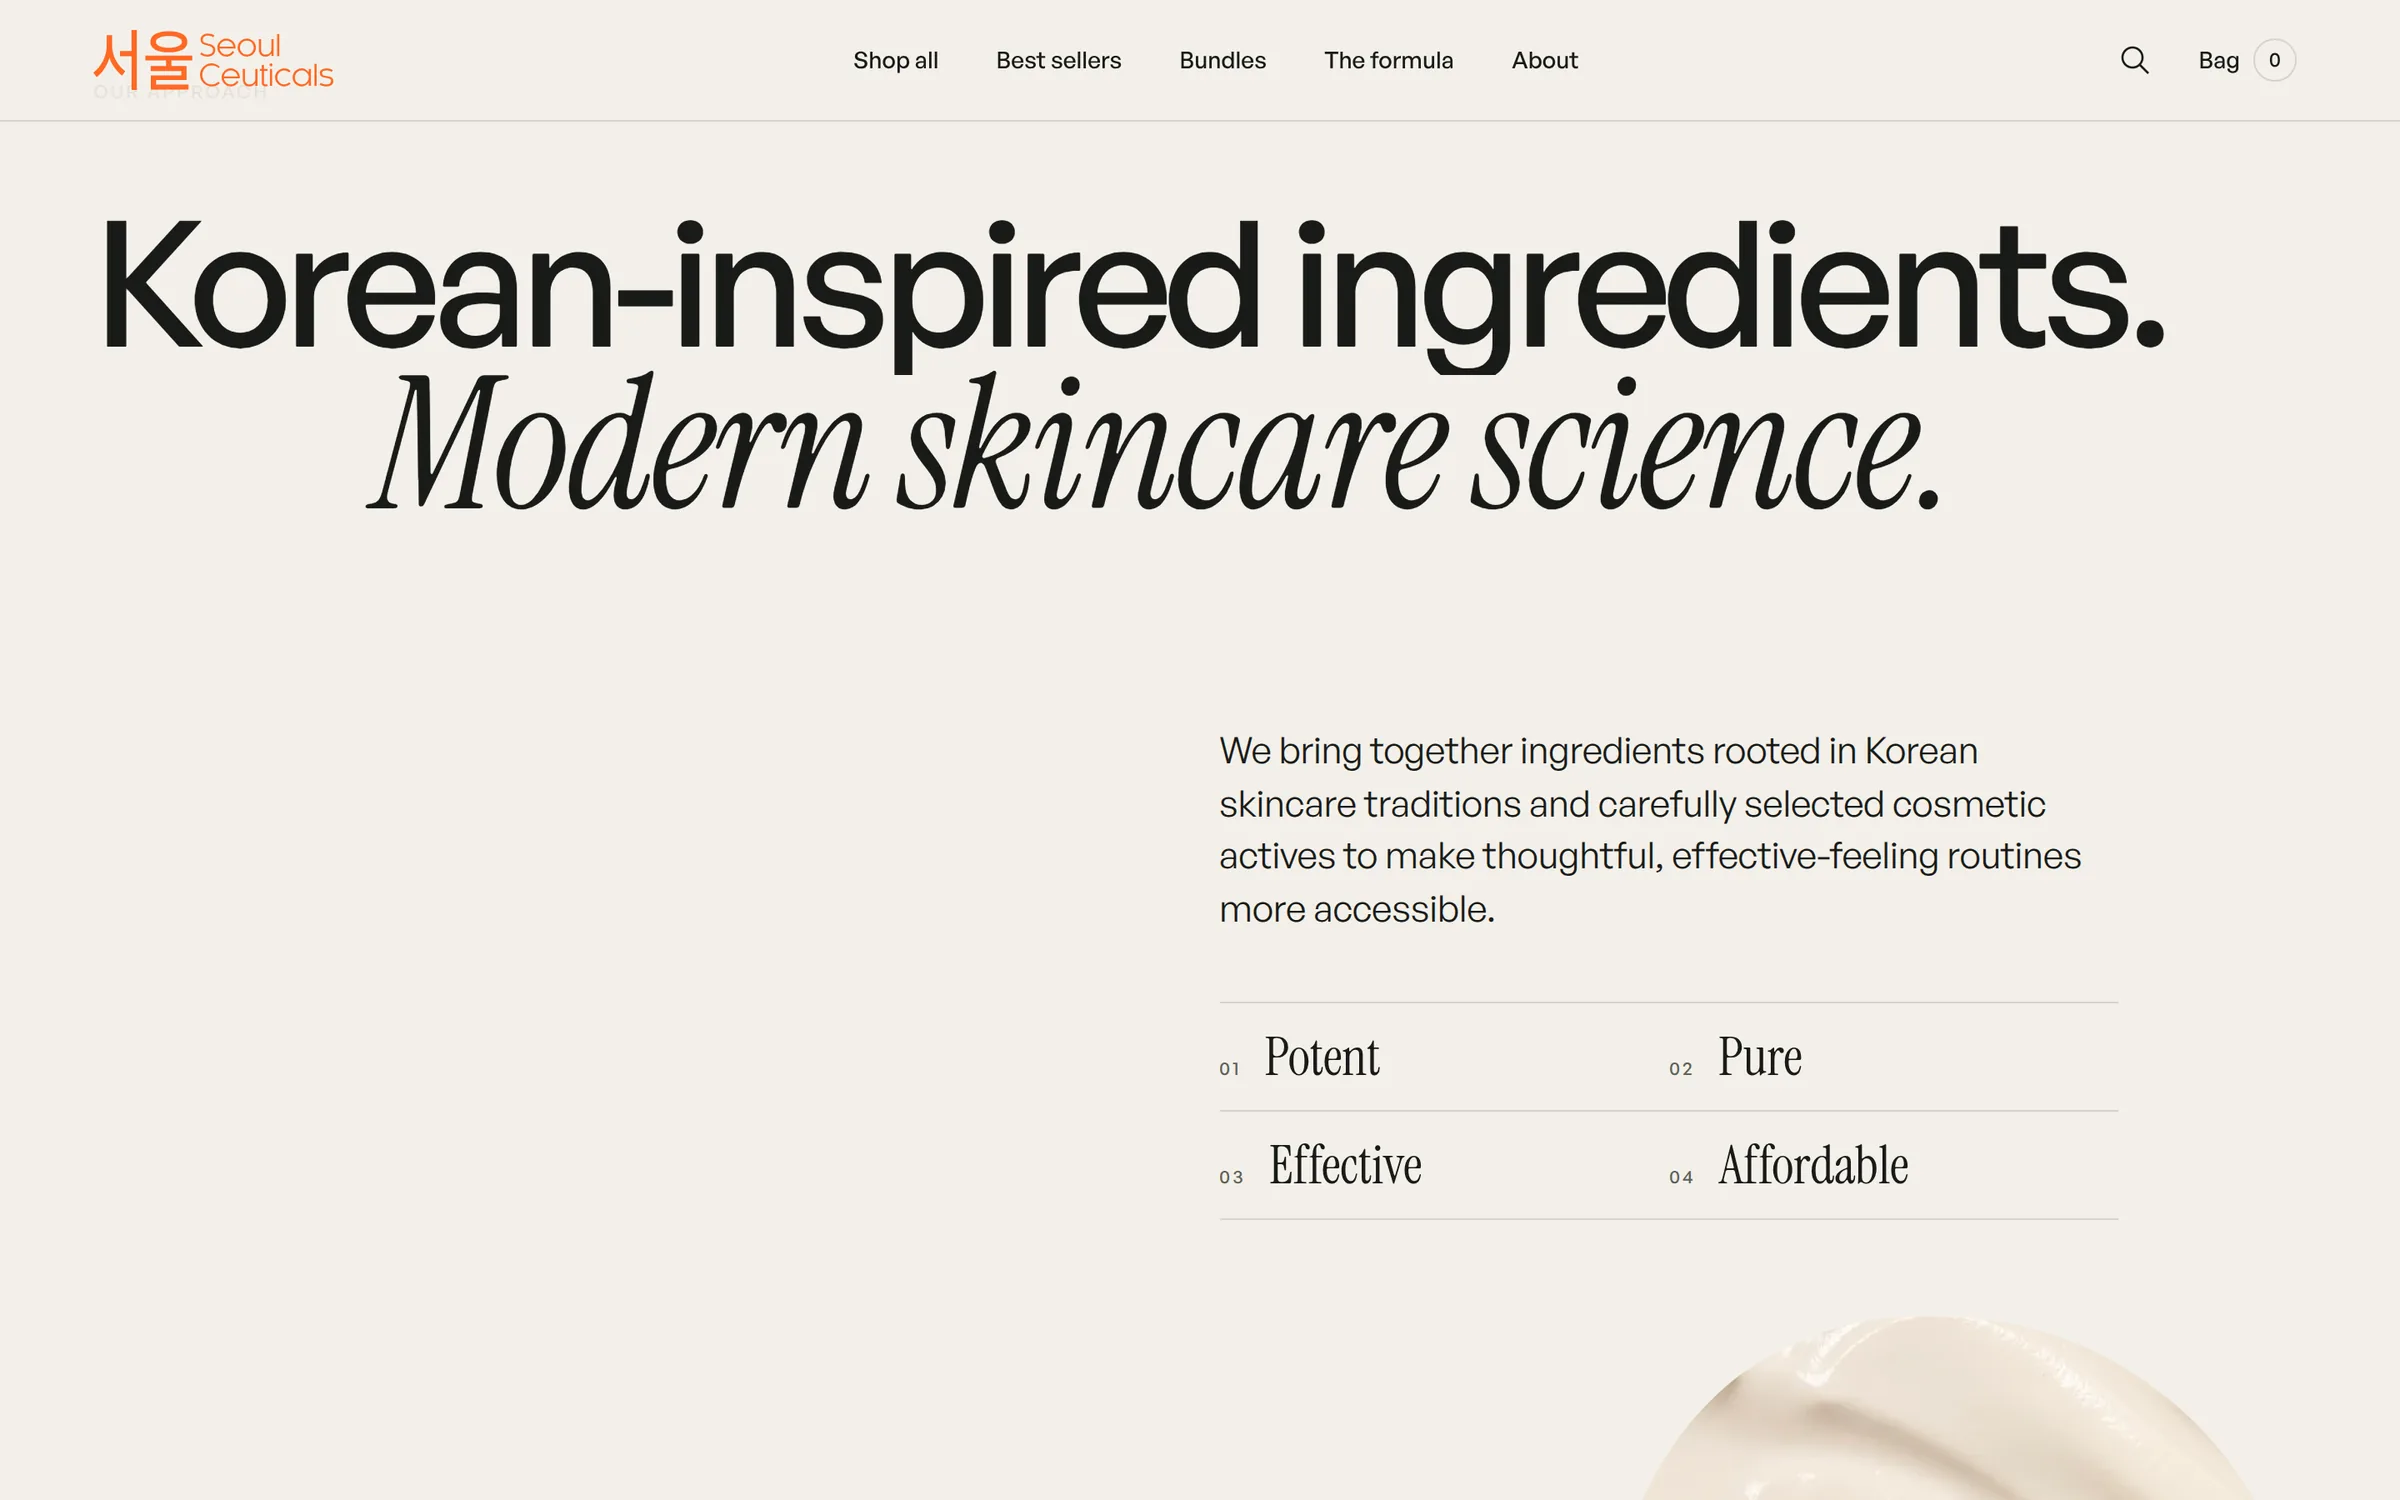 서울 Seoul Ceuticals
Shop all
Best sellers
Bundles
The formula
About
Bag 0
OUR APPROACH
Korean-inspired ingredients.
Modern skincare science.
We bring together ingredients rooted in Korean
skincare traditions and carefully selected cosmetic
actives to make thoughtful, effective-feeling routines
more accessible.
01 Potent
02 Pure
03 Effective
04 Affordable